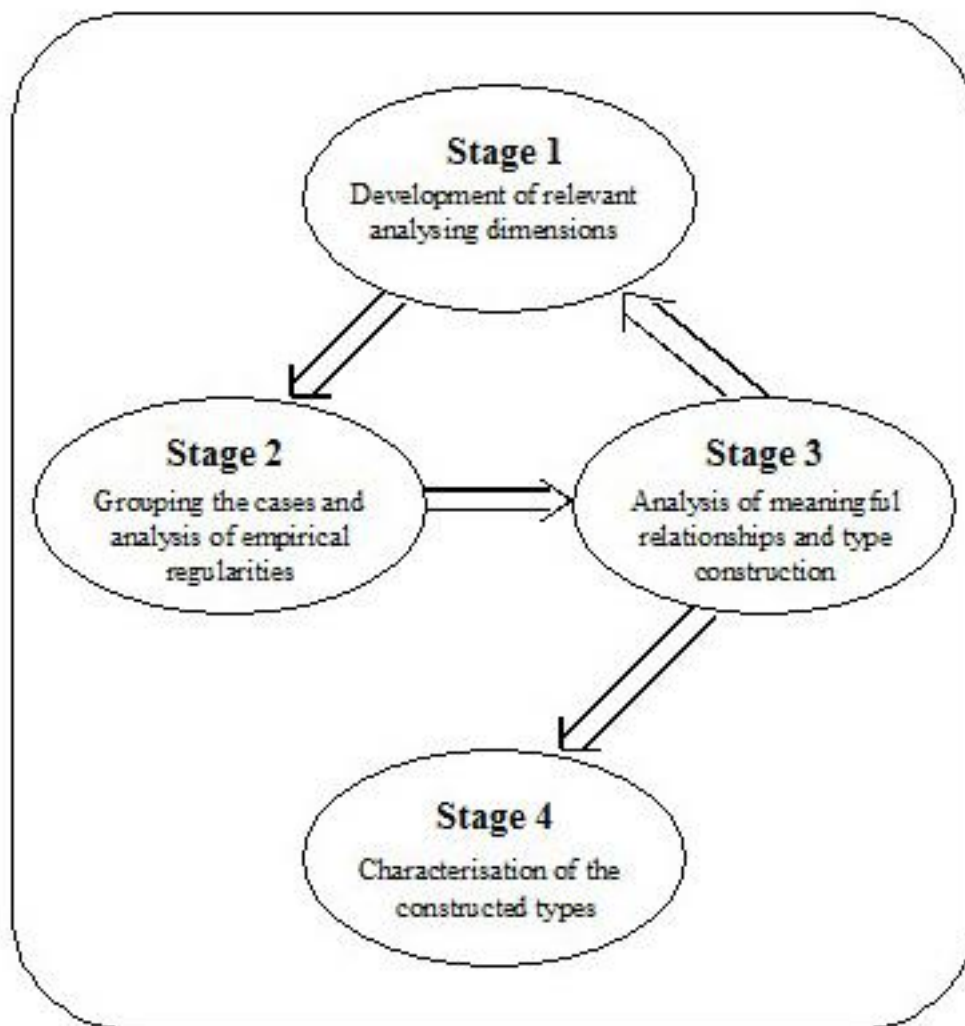 Stage 1
Development of relevant
analysing dimensions
Stage 2
Grouping the cases and
analysis of empirical
regularities
Stage 3
Analysis of meaningful
relationships and type
construction
Stage 4
Characterisation of the
constructed types